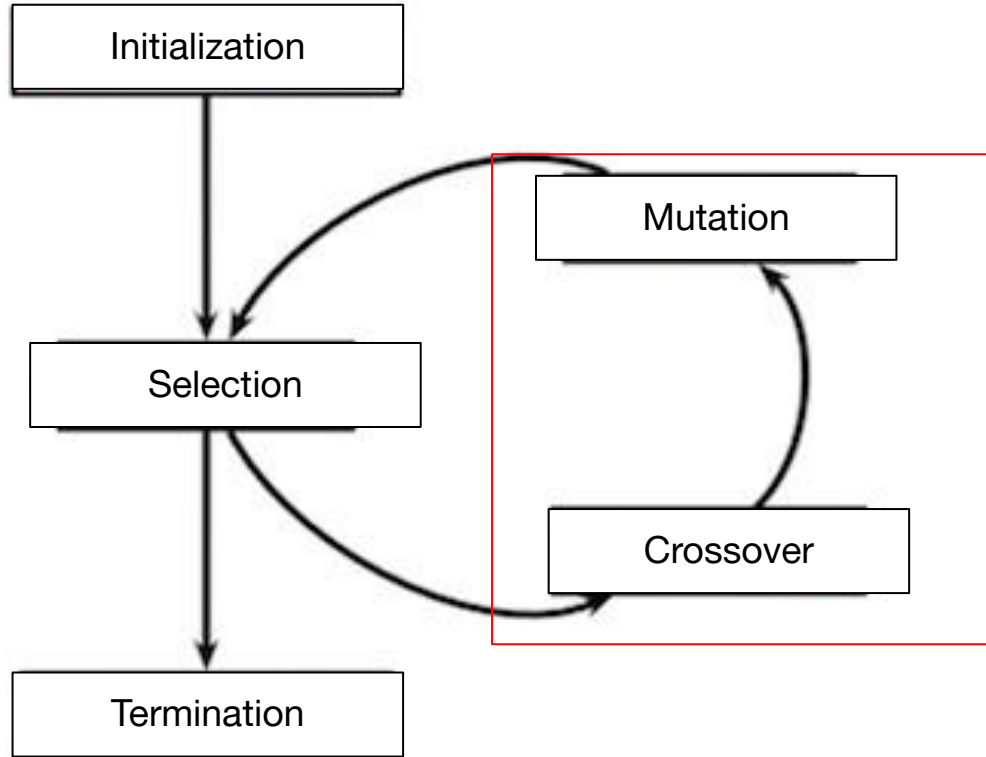 Initialization
Mutation
Selection
Crossover
Termination